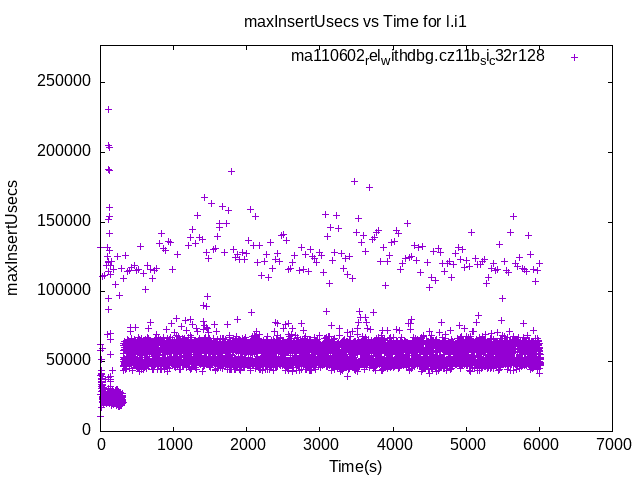 maxInsertUsecs vs Time for l.i1
ma110602_rel_withdbg.cz11b_slc32r128
250000
200000
150000
100000
50000
0
maxInsertUsecs
0 1000 2000 3000 4000 5000 6000 7000
Time(s)